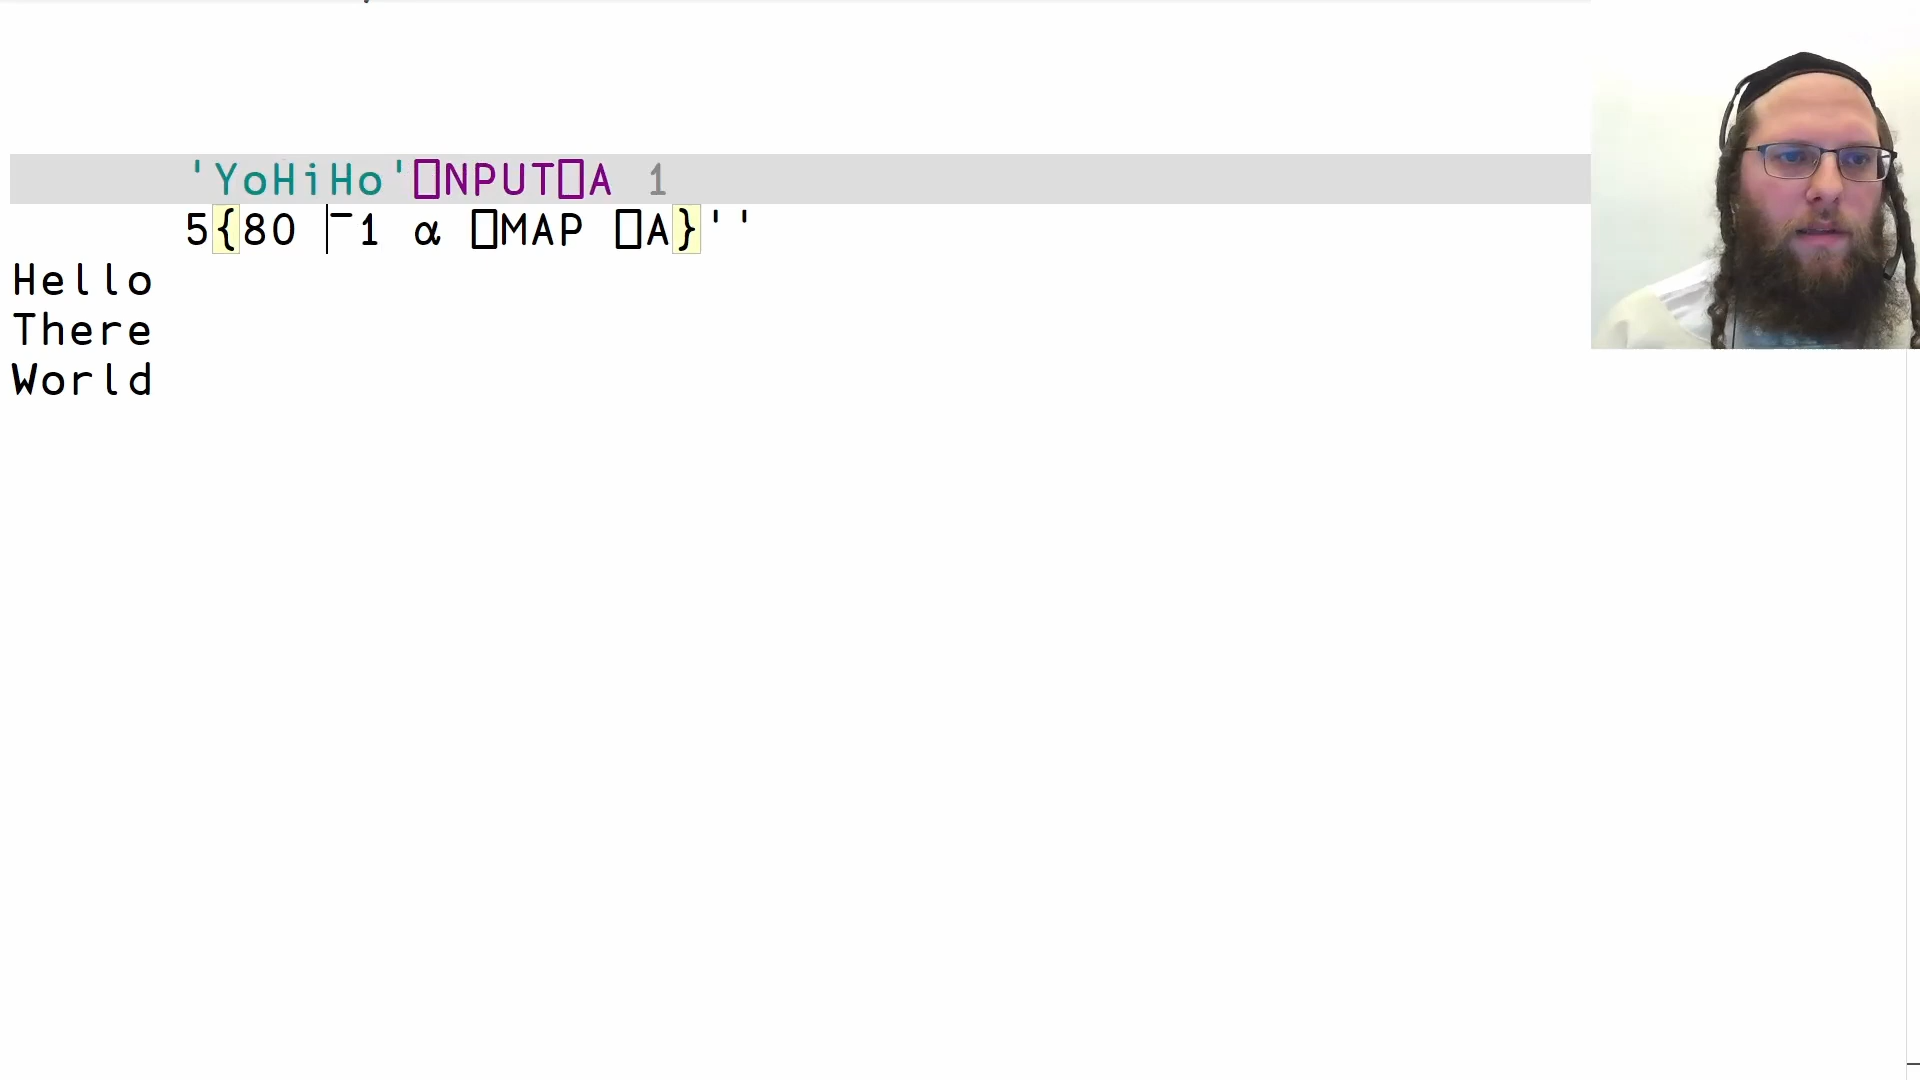 'YoHiHo'⎕NPUT⎕A 1
5{80 ¯1 ⍺ ⎕MAP ⎕A}''
Hello
There
World